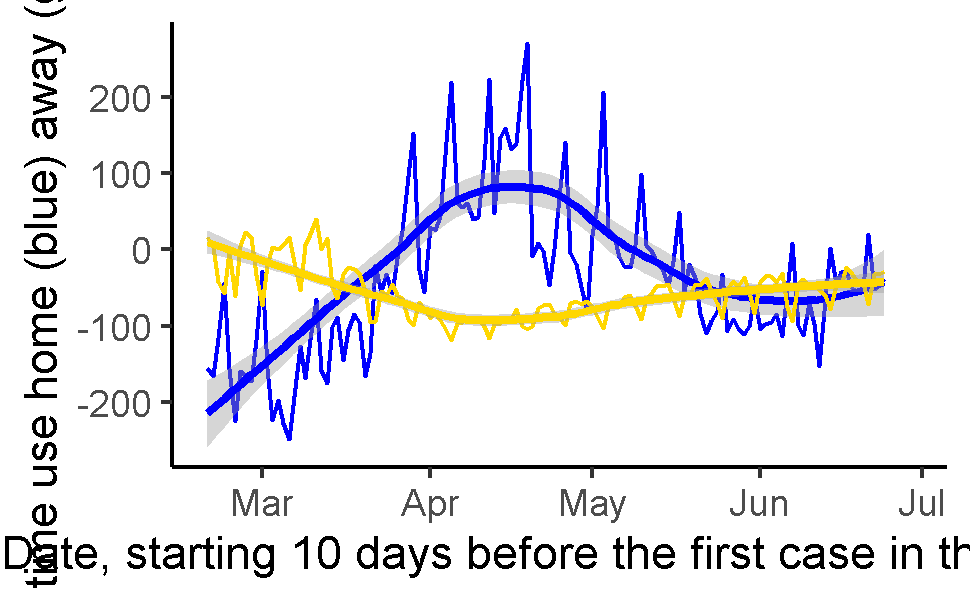 time use home (blue) away (
200
100
0
-100
-200
Mar Apr May Jun Jul
Date, starting 10 days before the first case in